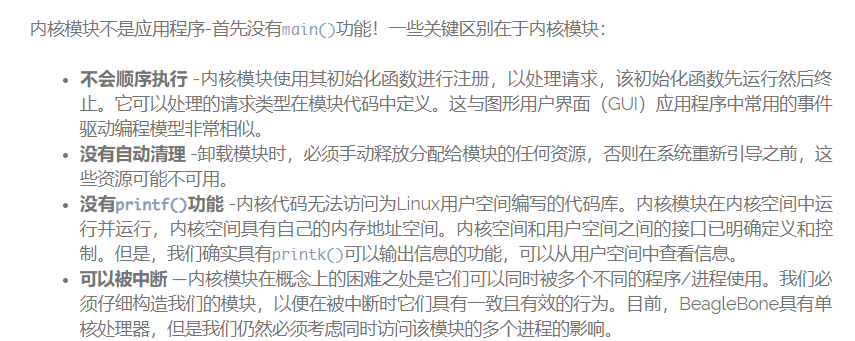 内核模块不是应用程序-首先没有main()功能！一些关键区别在于内核模块：
• 不会顺序执行 -内核模块使用其初始化函数进行注册，以处理请求，该初始化函数先运行然后终
止。它可以处理的请求类型在模块代码中定义。这与图形用户界面（GUI）应用程序中常用的事件
驱动编程模型非常相似。
• 没有自动清理 -卸载模块时，必须手动释放分配给模块的任何资源，否则在系统重新引导之前，这
些资源可能不可用。
• 没有printf()功能 -内核代码无法访问为Linux用户空间编写的代码库。内核模块在内核空间中运
行并运行，内核空间具有自己的内存地址空间。内核空间和用户空间之间的接口已明确定义和控
制。但是，我们确实具有printk()可以输出信息的功能，可以从用户空间中查看信息。
• 可以被中断 —内核模块在概念上的困难之处是它们可以同时被多个不同的程序/进程使用。我们必
须仔细构造我们的模块，以便在被中断时它们具有一致且有效的行为。目前，BeagleBone具有单
核处理器，但是我们仍然必须考虑同时访问该模块的多个进程的影响。